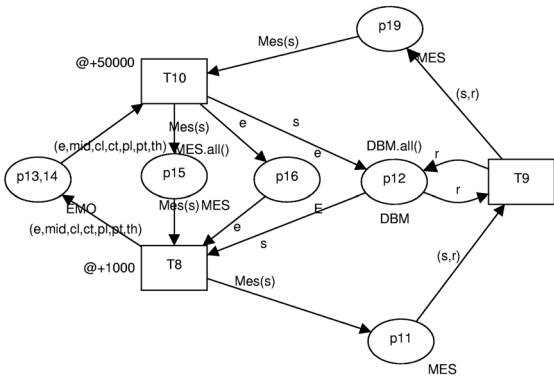 p19
MES
Mes(s)
@+50000
T10
(s,r)
e
s
Mes(s)
(e,mid,cl,ct,pl,pt,th)
MES.all()
e
DBM.all()
r
p13,14
p15
p16
p12
T9
r
EMO
Mes(s)
MES
E
DBM
(e,mid,cl,ct,pl,pt,th)
e
s
(s,r)
@+1000
T8
Mes(s)
p11
MES